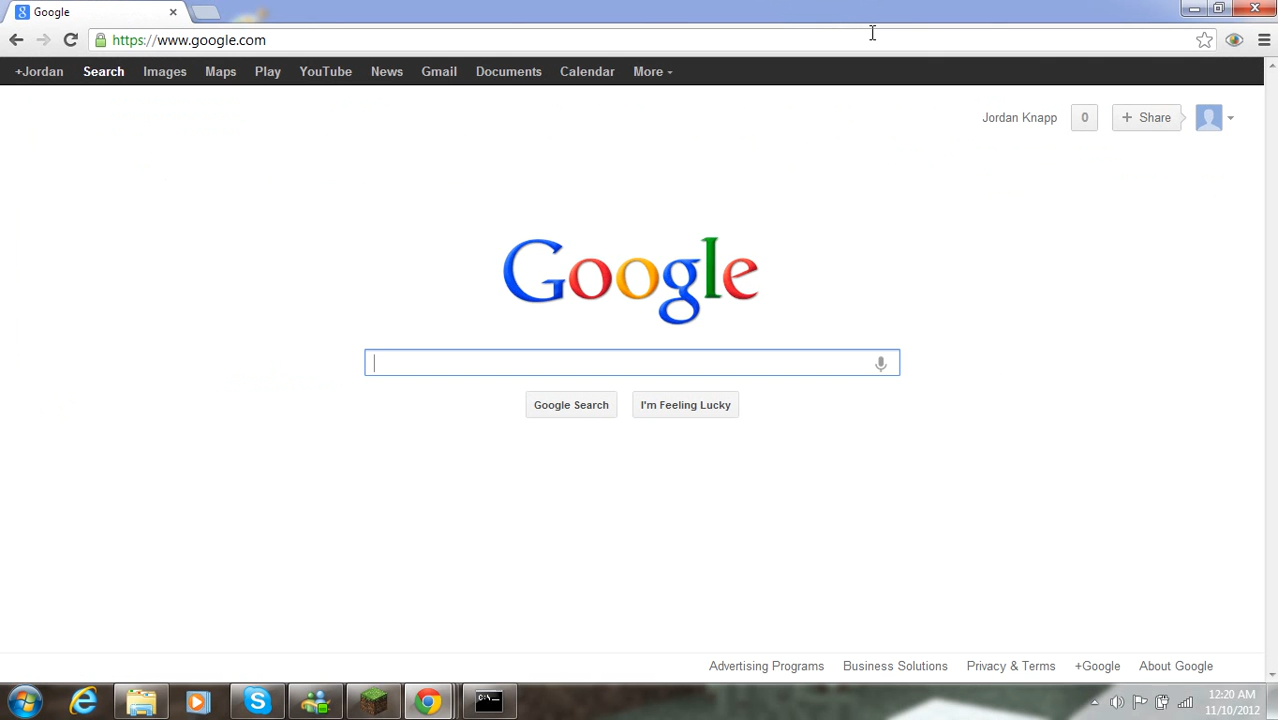 Google
https://www.google.com
+Jordan Search Images Maps Play YouTube News Gmail Documents Calendar More
Jordan Knapp 0 + Share
Google
Google Search I'm Feeling Lucky
Advertising Programs Business Solutions Privacy & Terms +Google About Google
12:20 AM
11/10/2012